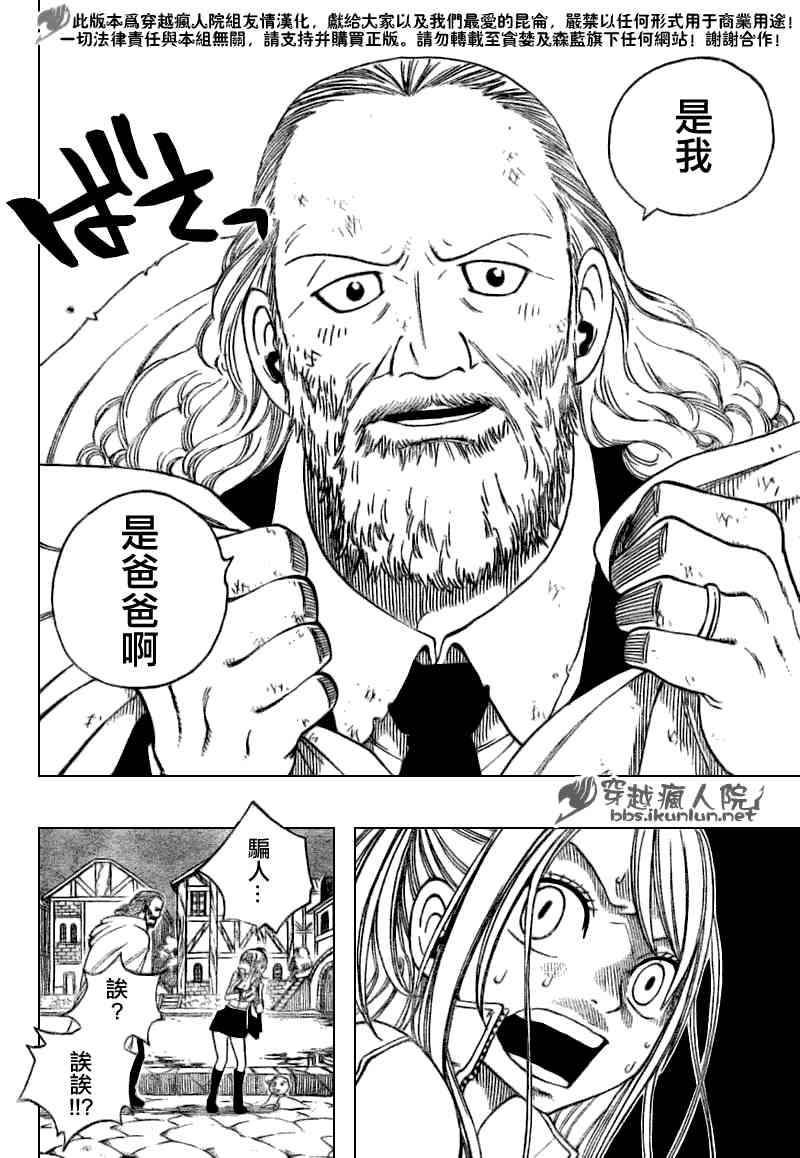 此版本爲穿越瘋人院組友情漢化，獻給大家以及我們最愛的昆侖，嚴禁以任何形式用于商業用途！
一切法律責任與本組無關，請支持并購買正版。請勿轉載至貪婪及森藍旗下任何網站！謝謝合作！
是我
ばさっ
是爸爸啊
穿越瘋人院
bbs.ikunlun.net
騙人…
誒？
誒誒!!?